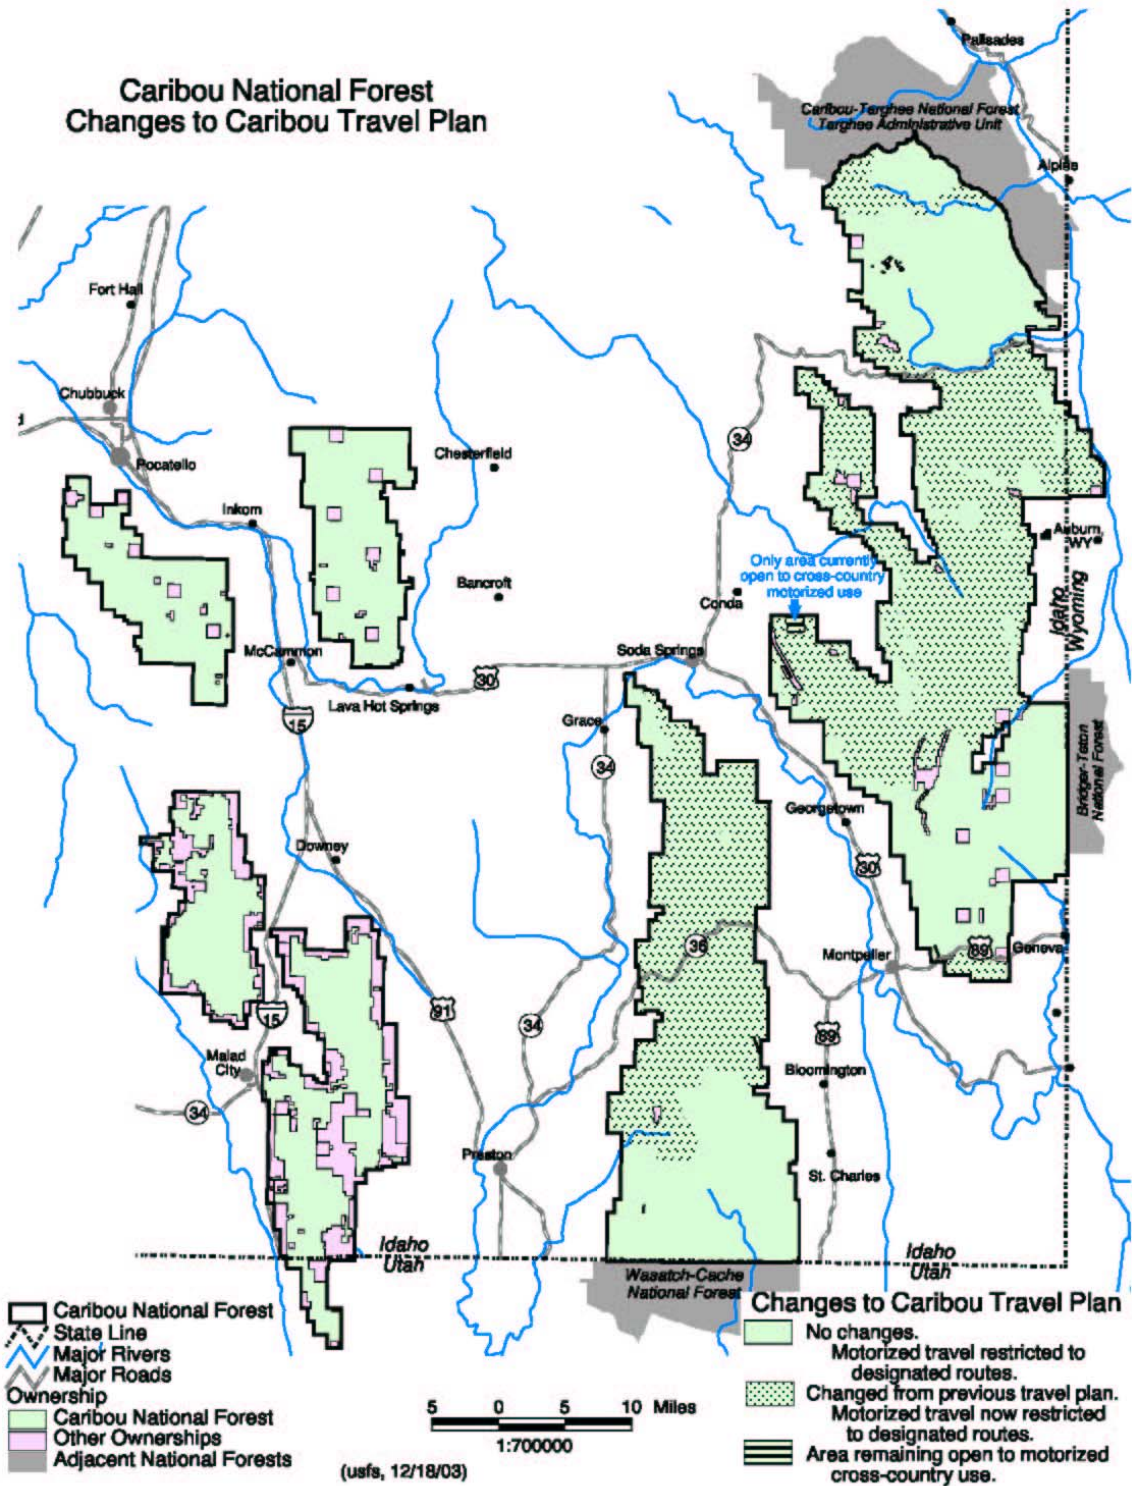 Caribou National Forest
Changes to Caribou Travel Plan
Palisades
Caribou-Targhee National Forest
Targhee Administrative Unit
Alpine
Fort Hall
Chubbuck
Pocatello
Chesterfield
34
Inkom
Auburn,
WY
Only area currently
open to cross-country
motorized use
Bancroft
Conda
Idaho
Wyoming
McCammon
Soda Springs
30
Lava Hot Springs
15
Grace
34
Bridger-Teton
National Forest
Georgetown
Downey
30
36
Montpelier
89
Geneva
91
15
34
89
Malad
City
Bloomington
34
Preston
St. Charles
Idaho
Utah
Idaho
Utah
Wasatch-Cache
National Forest
Caribou National Forest
State Line
Major Rivers
Major Roads
Ownership
Caribou National Forest
Other Ownerships
Adjacent National Forests
5 0 5 10 Miles
1:700000
(usfs, 12/18/03)
Changes to Caribou Travel Plan
No changes.
Motorized travel restricted to
designated routes.
Changed from previous travel plan.
Motorized travel now restricted
to designated routes.
Area remaining open to motorized
cross-country use.